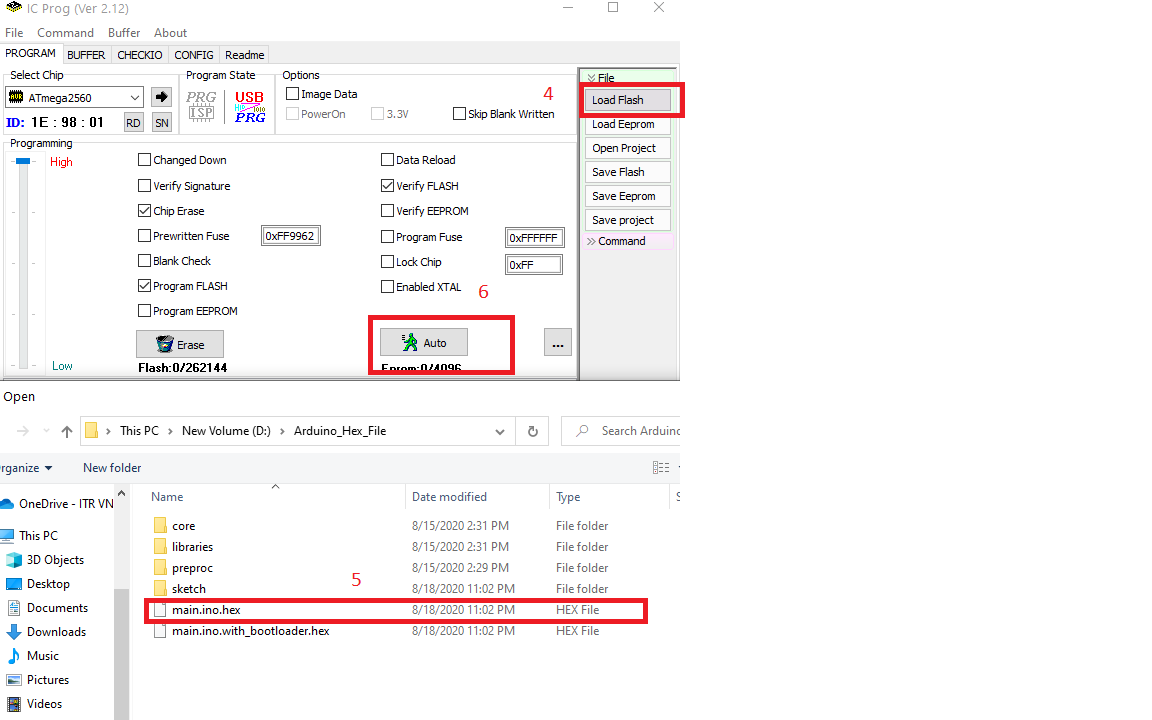 IC Prog (Ver 2.12)
File Command Buffer About
PROGRAM BUFFER CHECKIO CONFIG Readme
Select Chip
ATmega2560
ID: 1E : 98 : 01 RD SN
Program State
PRG ISP
USB PRG
Options
Image Data
PowerOn 3.3V Skip Blank Written
4
File
Load Flash
Load Eeprom
Open Project
Save Flash
Save Eeprom
Save project
Command
Programming
High
Low
Changed Down
Verify Signature
Chip Erase
Prewritten Fuse 0xFF9962
Blank Check
Program FLASH
Program EEPROM
Data Reload
Verify FLASH
Verify EEPROM
Program Fuse 0xFFFFFF
Lock Chip 0xFF
Enabled XTAL
6
Erase
Auto
...
Flash:0/262144
Eprom:0/4096
Open
This PC New Volume (D:) Arduino_Hex_File
Search Arduino
rganize New folder
OneDrive - ITR VN
This PC
3D Objects
Desktop
Documents
Downloads
Music
Pictures
Videos
Name Date modified Type S
core 8/15/2020 2:31 PM File folder
libraries 8/15/2020 2:31 PM File folder
preproc 8/15/2020 2:29 PM File folder
5
sketch 8/18/2020 11:02 PM File folder
main.ino.hex 8/18/2020 11:02 PM HEX File
main.ino.with_bootloader.hex 8/18/2020 11:02 PM HEX File